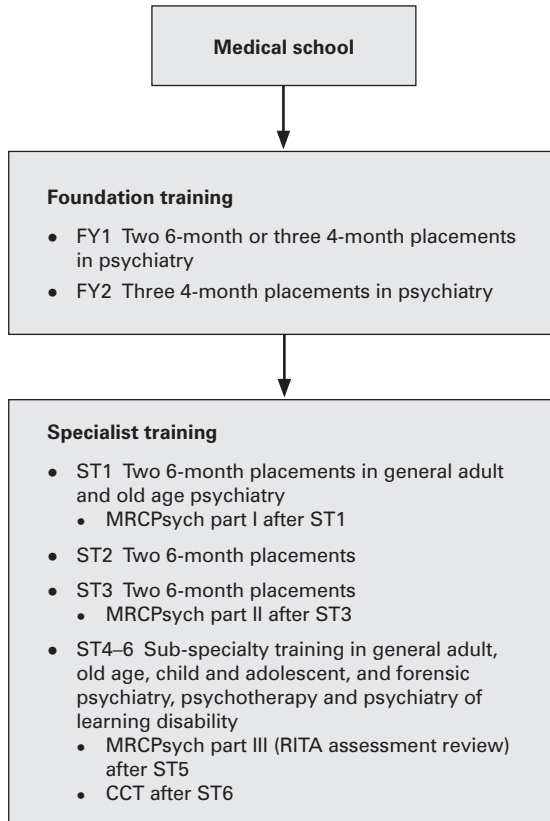 Medical school
Foundation training
• FY1 Two 6-month or three 4-month placements
in psychiatry
• FY2 Three 4-month placements in psychiatry
Specialist training
• ST1 Two 6-month placements in general adult
and old age psychiatry
• MRCPsych part I after ST1
• ST2 Two 6-month placements
• ST3 Two 6-month placements
• MRCPsych part II after ST3
• ST4–6 Sub-specialty training in general adult,
old age, child and adolescent, and forensic
psychiatry, psychotherapy and psychiatry of
learning disability
• MRCPsych part III (RITA assessment review)
after ST5
• CCT after ST6